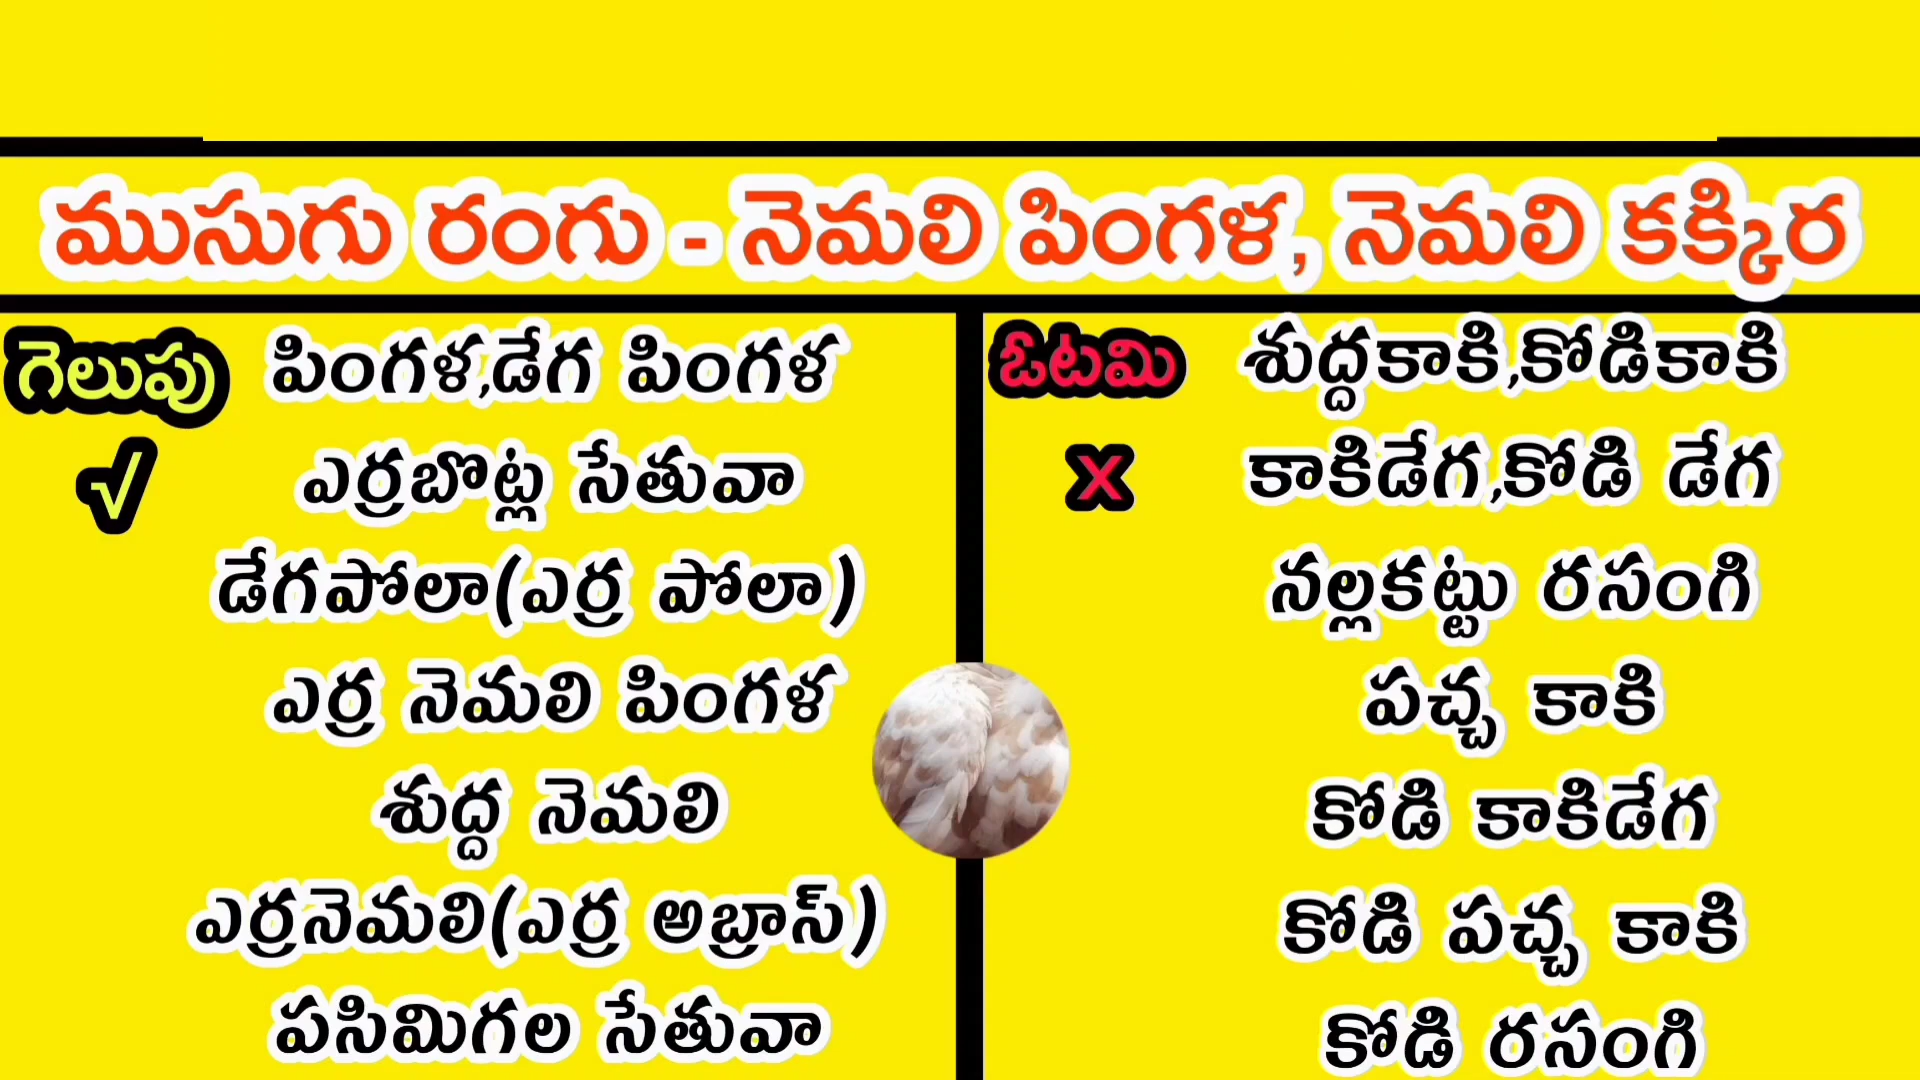 ముసుగు రంగు - నెమలి పింగళ, నెమలి కక్కిర
గెలుపు
√
పింగళ,డేగ పింగళ
ఎర్రబొట్ల సేతువా
డేగపోలా(ఎర్ర పోలా)
ఎర్ర నెమలి పింగళ
శుద్ద నెమలి
ఎర్రనెమలి(ఎర్ర అబ్రాస్)
పసిమిగల సేతువా
ఓటమి
x
శుద్దకాకి,కోడికాకి
కాకిడేగ,కోడి డేగ
నల్లకట్టు రసంగి
పచ్చ కాకి
కోడి కాకిడేగ
కోడి పచ్చ కాకి
కోడి రసంగి